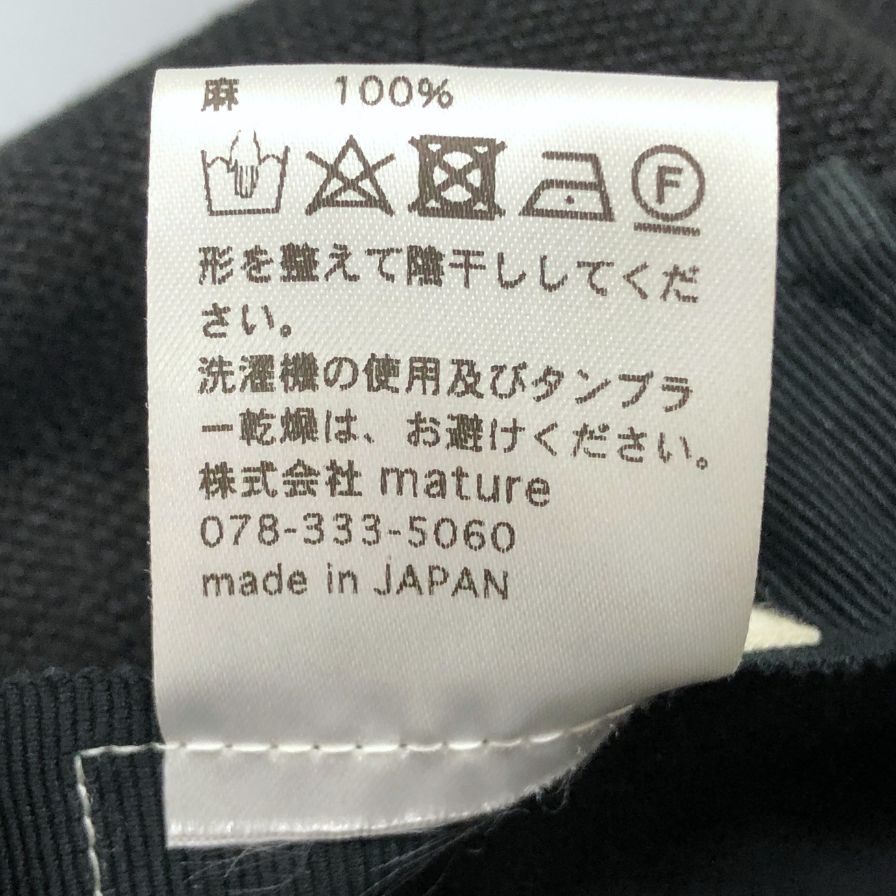 麻 100%
F
形を整えて陰干ししてくだ
さい。
洗濯機の使用及びタンブラ
ー乾燥は、お避けください。
株式会社 mature
078-333-5060
made in JAPAN